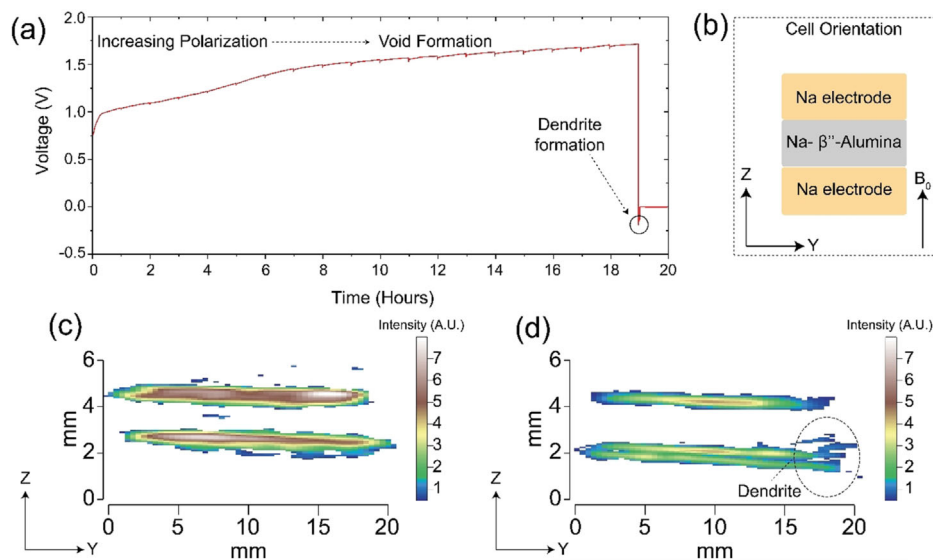 (a)
2.0
1.5
1.0
0.5
0.0
-0.5
Voltage (V)
Increasing Polarization
Void Formation
Dendrite
formation
0
2
4
6
8
10
12
14
16
18
20
Time (Hours)
(b)
Cell Orientation
Na electrode
Na- β''-Alumina
Na electrode
Z
Y
B₀
(c)
Intensity (A.U.)
7
6
5
4
3
2
1
6
4
2
0
mm
0
5
10
15
20
mm
Z
Y
(d)
Intensity (A.U.)
7
6
5
4
3
2
1
6
4
2
0
mm
Dendrite
0
5
10
15
20
mm
Z
Y